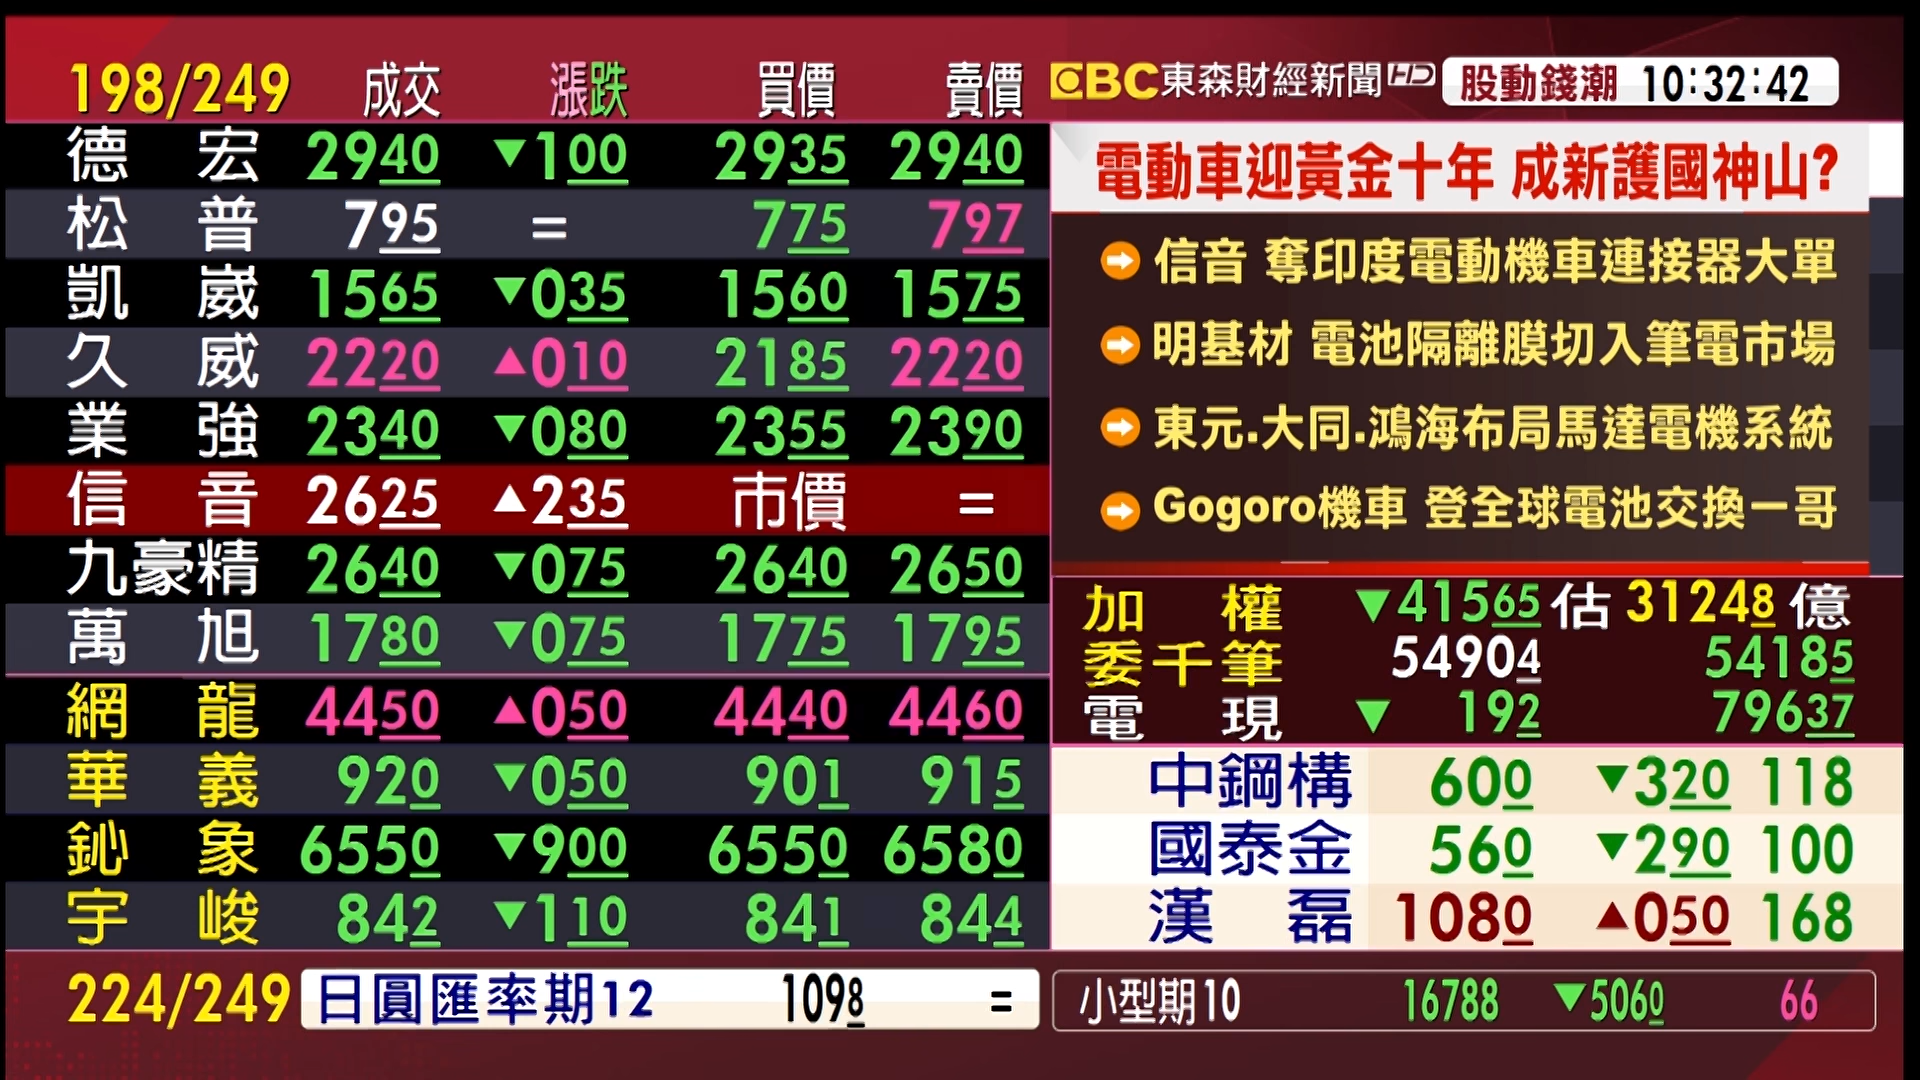 198/249 成交 漲跌 買價 賣價
德宏 2940 ▼100 2935 2940
松普 795 = 775 797
凱崴 1565 ▼035 1560 1575
久威 2220 ▲010 2185 2220
業強 2340 ▼080 2355 2390
信音 2625 ▲235 市價 =
九豪精 2640 ▼075 2640 2650
萬旭 1780 ▼075 1775 1795
網龍 4450 ▲050 4440 4460
華義 920 ▼050 901 915
鈊象 6550 ▼900 6550 6580
宇峻 842 ▼110 841 844
224/249 日圓匯率期12 1098 =
EBC東森財經新聞HD 股動錢潮 10:32:42
電動車迎黃金十年 成新護國神山?
信音 奪印度電動機車連接器大單
明基材 電池隔離膜切入筆電市場
東元.大同.鴻海布局馬達電機系統
Gogoro機車 登全球電池交換一哥
加權 ▼41565 估 31248 億
委千筆 54904 54185
電現 ▼ 192 79637
中鋼構 600 ▼320 118
國泰金 560 ▼290 100
漢磊 1080 ▲050 168
小型期10 16788 ▼5060 66